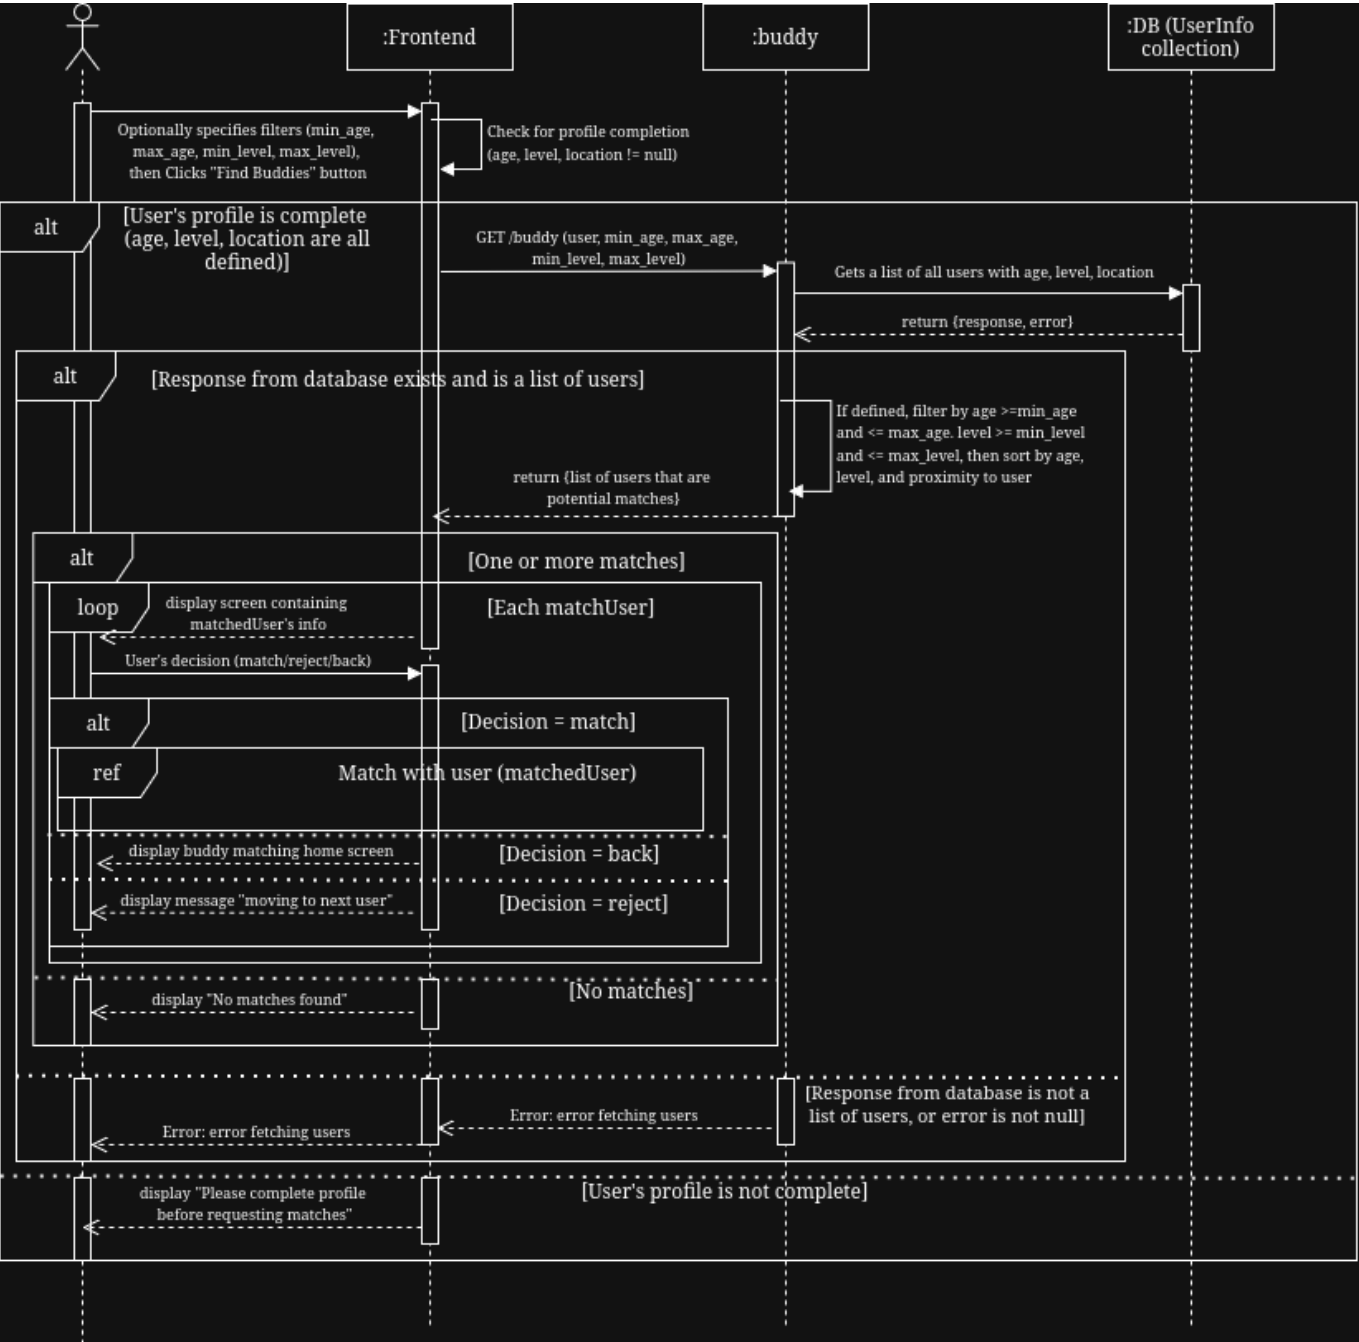 :Frontend
:buddy
:DB (UserInfo
collection)
Optionally specifies filters (min_age,
max_age, min_level, max_level),
then Clicks "Find Buddies" button
Check for profile completion
(age, level, location != null)
alt
[User's profile is complete
(age, level, location are all
defined)]
GET /buddy (user, min_age, max_age,
min_level, max_level)
Gets a list of all users with age, level, location
return {response, error}
alt
[Response from database exists and is a list of users]
If defined, filter by age >=min_age
and <= max_age. level >= min_level
and <= max_level, then sort by age,
level, and proximity to user
return {list of users that are
potential matches}
alt
[One or more matches]
loop
display screen containing
matchedUser's info
[Each matchUser]
User's decision (match/reject/back)
alt
[Decision = match]
ref
Match with user (matchedUser)
display buddy matching home screen
[Decision = back]
display message "moving to next user"
[Decision = reject]
[No matches]
display "No matches found"
[Response from database is not a
list of users, or error is not null]
Error: error fetching users
Error: error fetching users
[User's profile is not complete]
display "Please complete profile
before requesting matches"